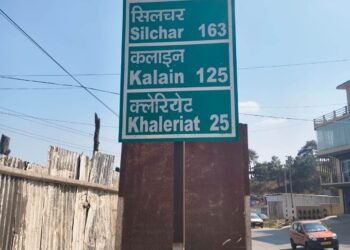 सिलचर
Silchar 163
कलाइन
Kalain 125
क्लेरियेट
Khaleriat 25